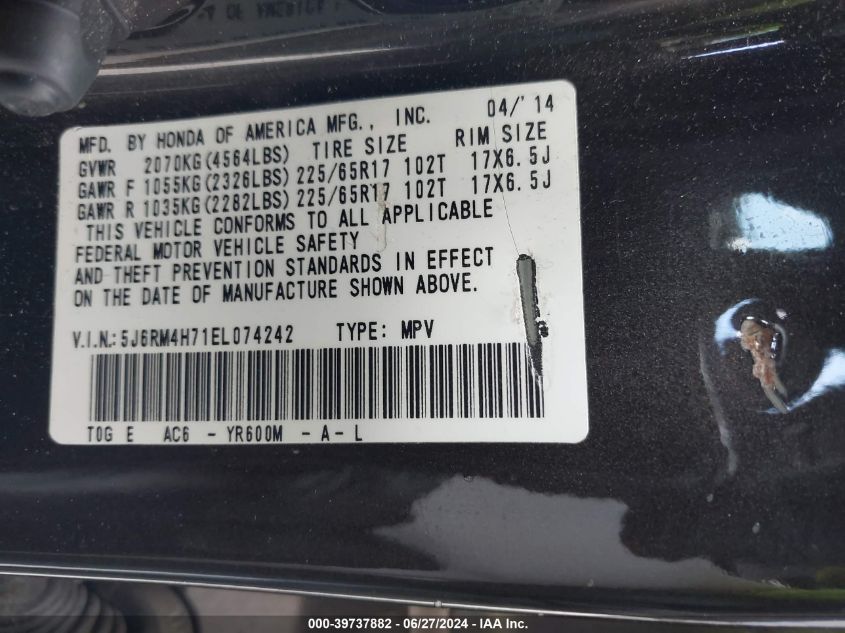 MFD. BY HONDA OF AMERICA MFG., INC. 04/'14
GVWR 2070KG(4564LBS) TIRE SIZE RIM SIZE
GAWR F 1055KG(2326LBS) 225/65R17 102T 17X6.5J
GAWR R 1035KG(2282LBS) 225/65R17 102T 17X6.5J
THIS VEHICLE CONFORMS TO ALL APPLICABLE
FEDERAL MOTOR VEHICLE SAFETY
AND THEFT PREVENTION STANDARDS IN EFFECT
ON THE DATE OF MANUFACTURE SHOWN ABOVE.
V.I.N.: 5J6RM4H71EL074242 TYPE: MPV
TOG E AC6 - YR600M - A - L
000-39737882 - 06/27/2024 - IAA Inc.